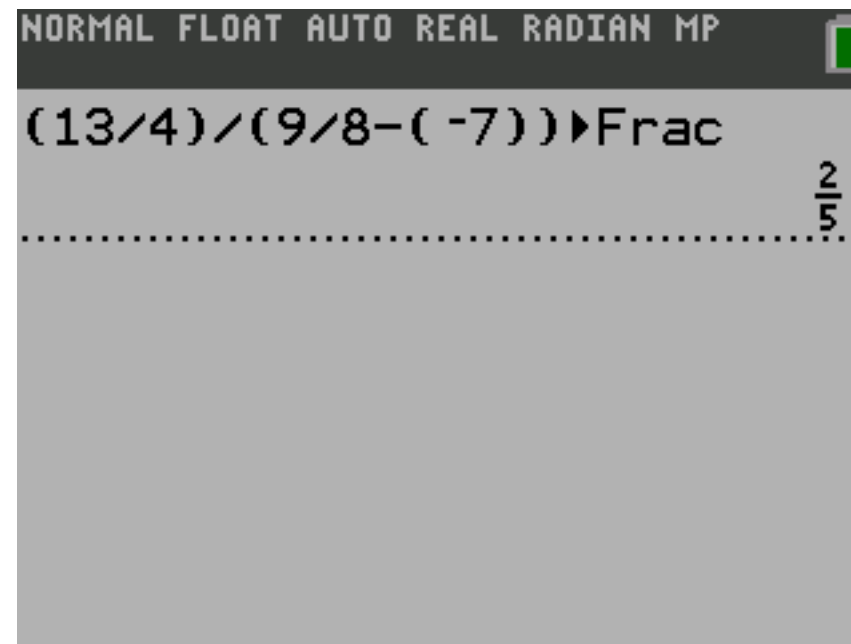 NORMAL FLOAT AUTO REAL RADIAN MP
(13/4)/(9/8-(⁻7))▶Frac
2/5